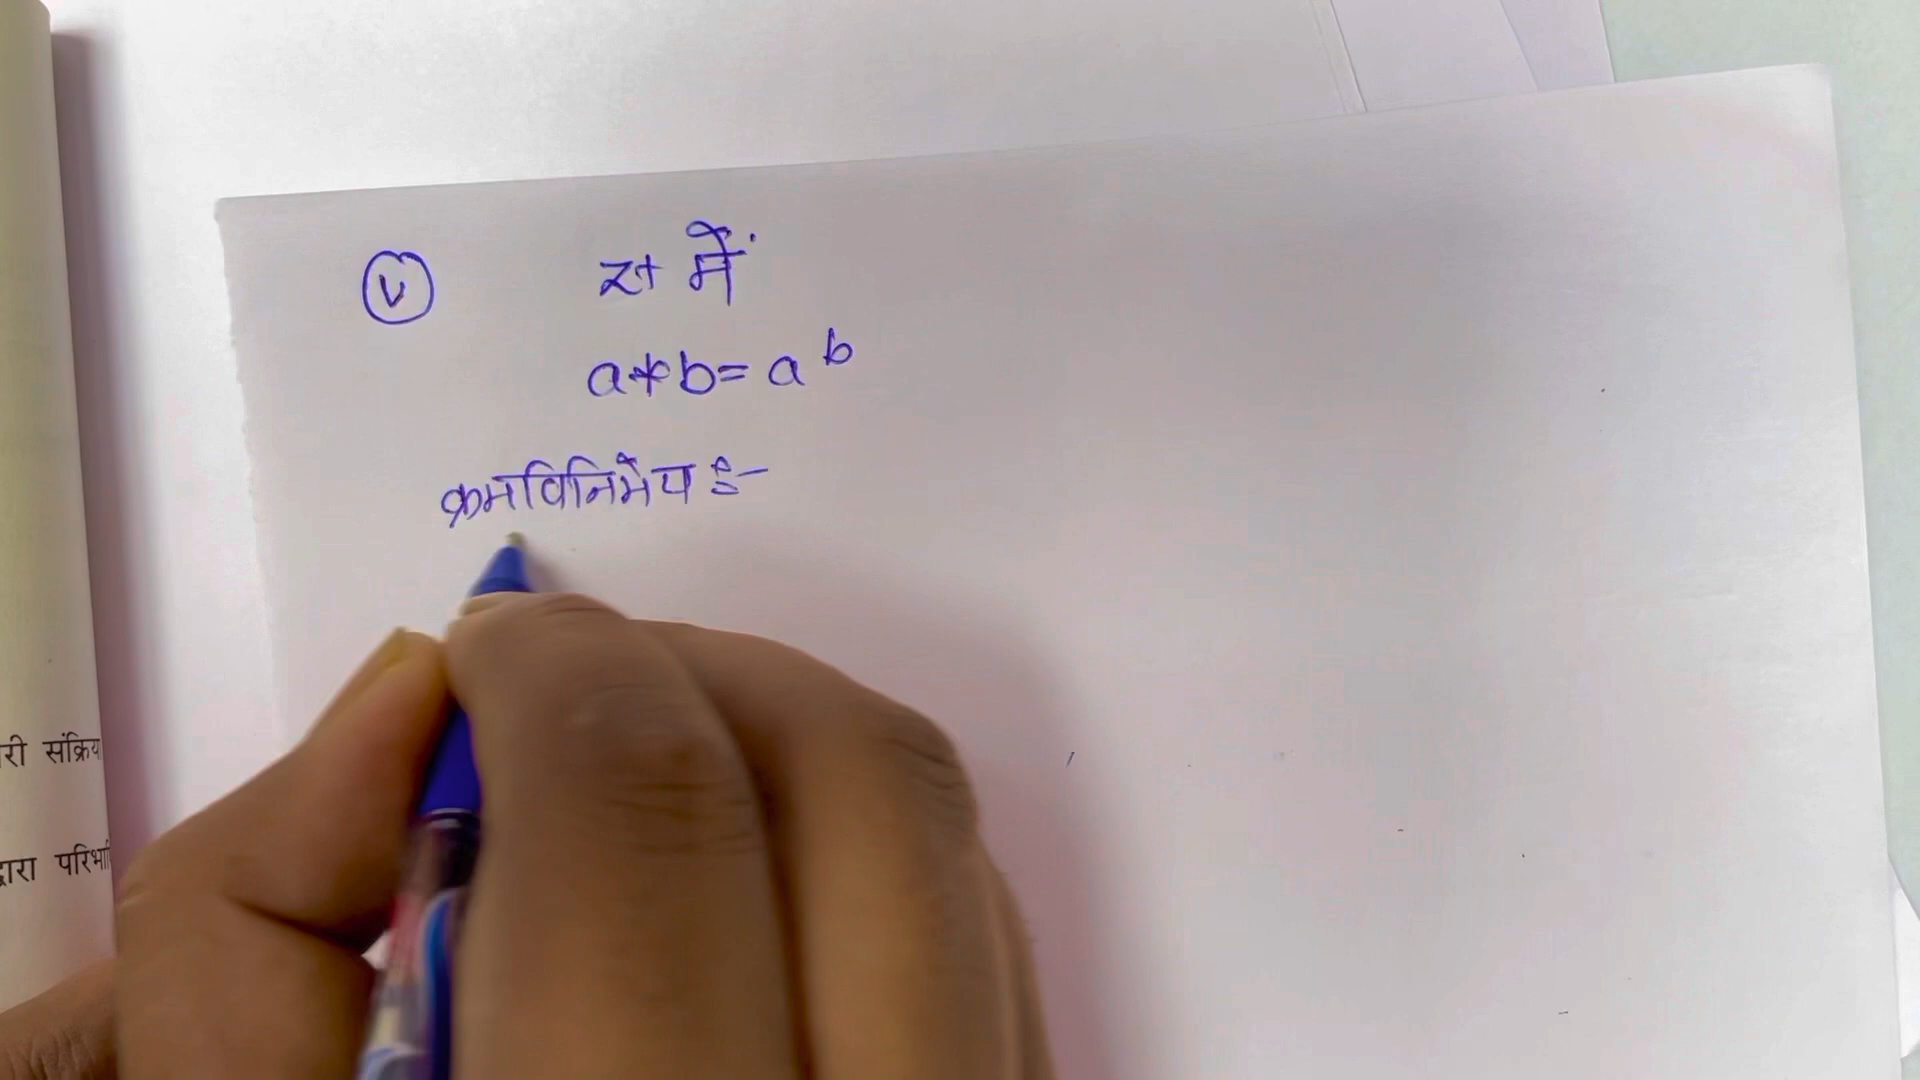 (v) z+ में
a*b= a^b
क्रमविनिमेय :-
री संक्रिय
द्वारा परिभा